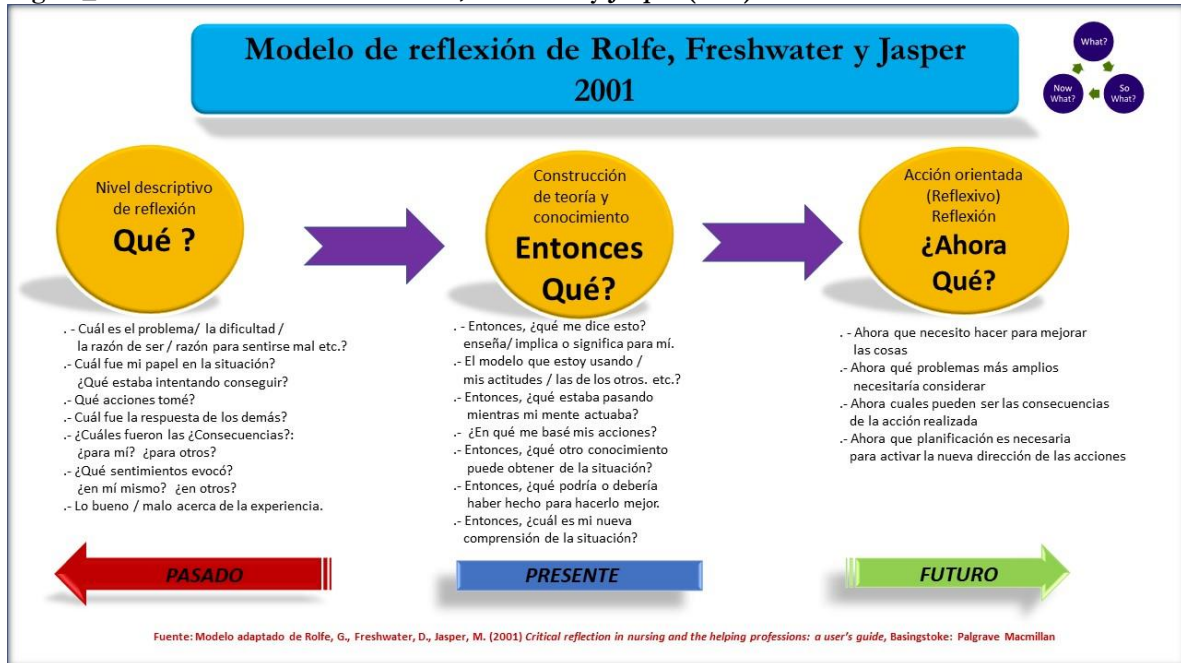 Modelo de reflexión de Rolfe, Freshwater y Jasper
2001
What?
So
What?
Now
What?
Nivel descriptivo
de reflexión
Qué ?
. - Cuál es el problema/ la dificultad /
la razón de ser / razón para sentirse mal etc.?
.- Cuál fue mi papel en la situación?
¿Qué estaba intentando conseguir?
.- Qué acciones tomé?
.- Cuál fue la respuesta de los demás?
.- ¿Cuáles fueron las ¿Consecuencias?:
¿para mí? ¿para otros?
.- ¿Qué sentimientos evocó?
¿en mí mismo? ¿en otros?
.- Lo bueno / malo acerca de la experiencia.
PASADO
Construcción
de teoría y
conocimiento
Entonces
Qué?
. - Entonces, ¿qué me dice esto?
enseña/ implica o significa para mí.
.- El modelo que estoy usando /
mis actitudes / las de los otros. etc.?
.- Entonces, ¿qué estaba pasando
mientras mi mente actuaba?
.- ¿En qué me basé mis acciones?
.- Entonces, ¿qué otro conocimiento
puede obtener de la situación?
.- Entonces, ¿qué podría o debería
haber hecho para hacerlo mejor.
.- Entonces, ¿cuál es mi nueva
comprensión de la situación?
PRESENTE
Acción orientada
(Reflexivo)
Reflexión
¿Ahora
Qué?
. - Ahora que necesito hacer para mejorar
las cosas
.- Ahora qué problemas más amplios
necesitaría considerar
.- Ahora cuales pueden ser las consecuencias
de la acción realizada
.- Ahora que planificación es necesaria
para activar la nueva dirección de las acciones
FUTURO
Fuente: Modelo adaptado de Rolfe, G., Freshwater, D., Jasper, M. (2001) Critical reflection in nursing and the helping professions: a user's guide, Basingstoke: Palgrave Macmillan